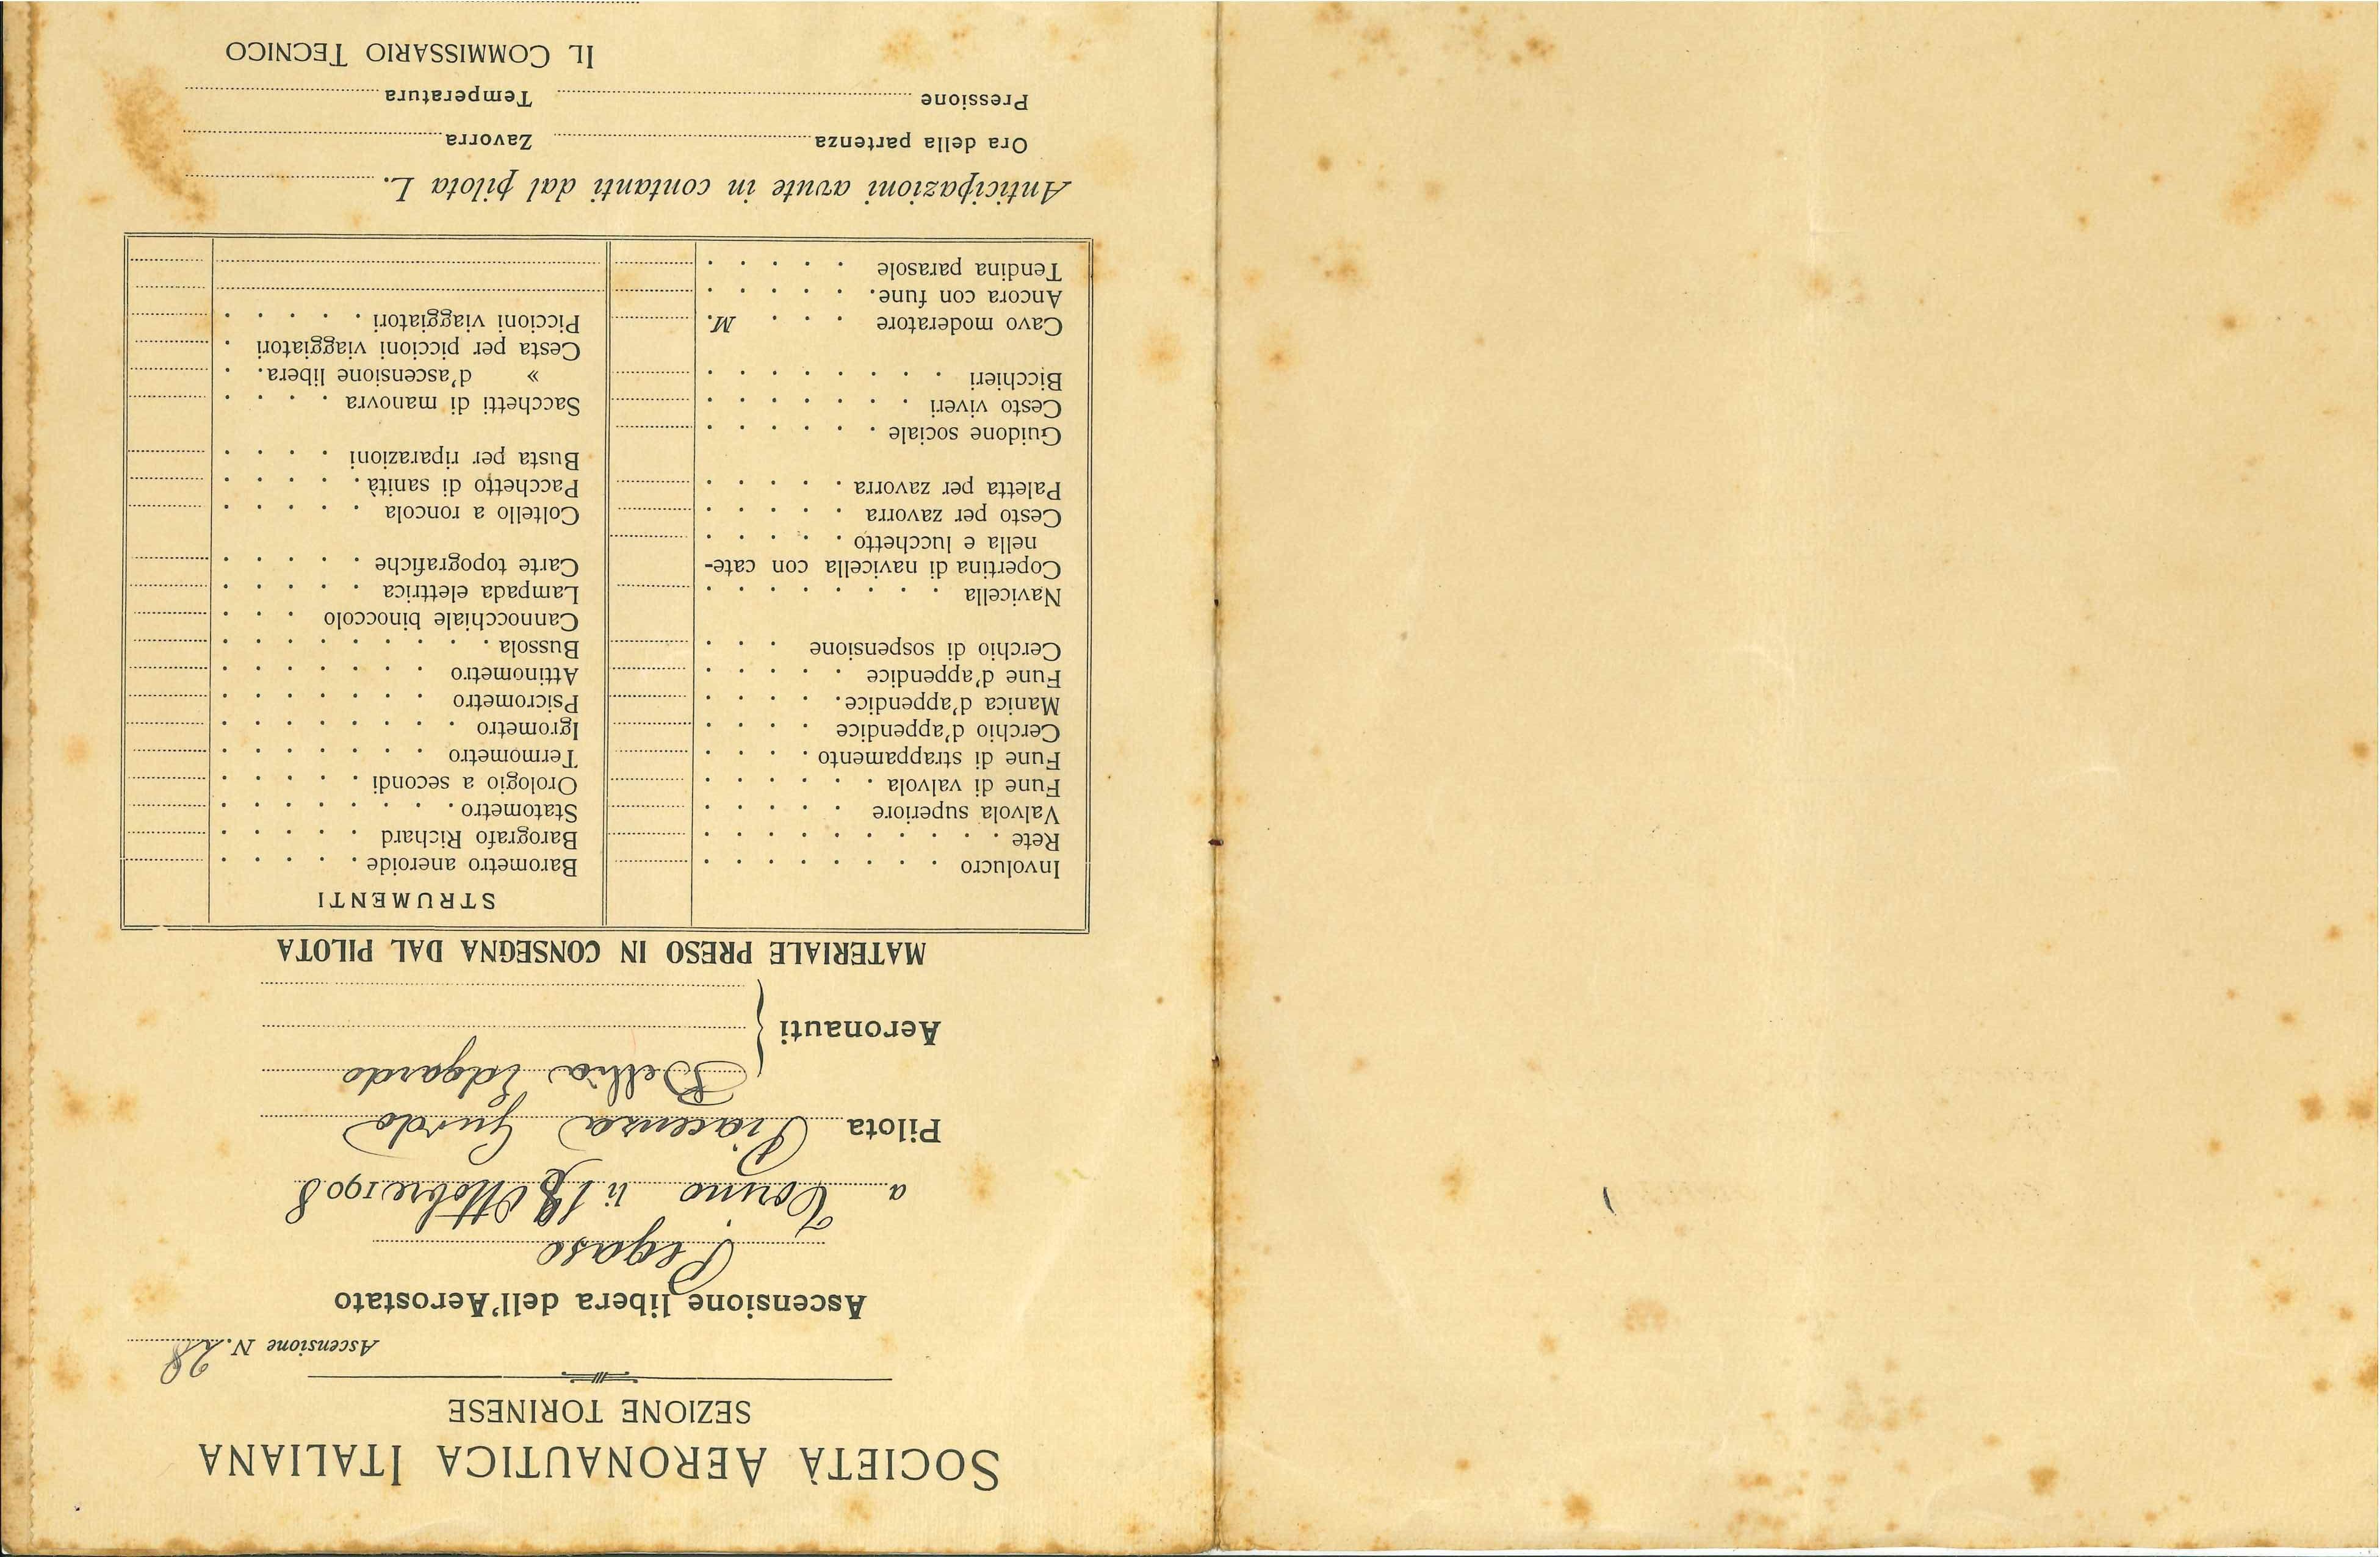 SOCIETÀ AERONAUTICA ITALIANA
SEZIONE TORINESE
Ascensione N. 28
Ascensione libera dell'Aerostato
Pegaso
a Torino li 18 Ottobre 1908
Pilota Piacenza Guido
Aeronauti Bellia Edgardo
MATERIALE PRESO IN CONSEGNA DAL PILOTA
Involucro
Rete
Valvola superiore
Fune di valvola
Fune di strappamento
Cerchio d'appendice
Manica d'appendice
Fune d'appendice
Cerchio di sospensione
Navicella
Copertina di navicella con cate-
nella e lucchetto
Cesto per zavorra
Paletta per zavorra
Guidone sociale
Cesto viveri
Bicchieri
Cavo moderatore M.
Ancora con fune
Tendina parasole
STRUMENTI
Barometro aneroide
Barografo Richard
Statometro
Orologio a secondi
Termometro
Igrometro
Psicrometro
Attinometro
Bussola
Cannocchiale binoccolo
Lampada elettrica
Carte topografiche
Coltello a roncola
Pacchetto di sanità
Busta per riparazioni
Sacchetti di manovra
» d'ascensione libera
Cesta per piccioni viaggiatori
Piccioni viaggiatori
Anticipazioni avute in contanti dal pilota L.
Ora della partenza Zavorra
Pressione Temperatura
IL COMMISSARIO TECNICO